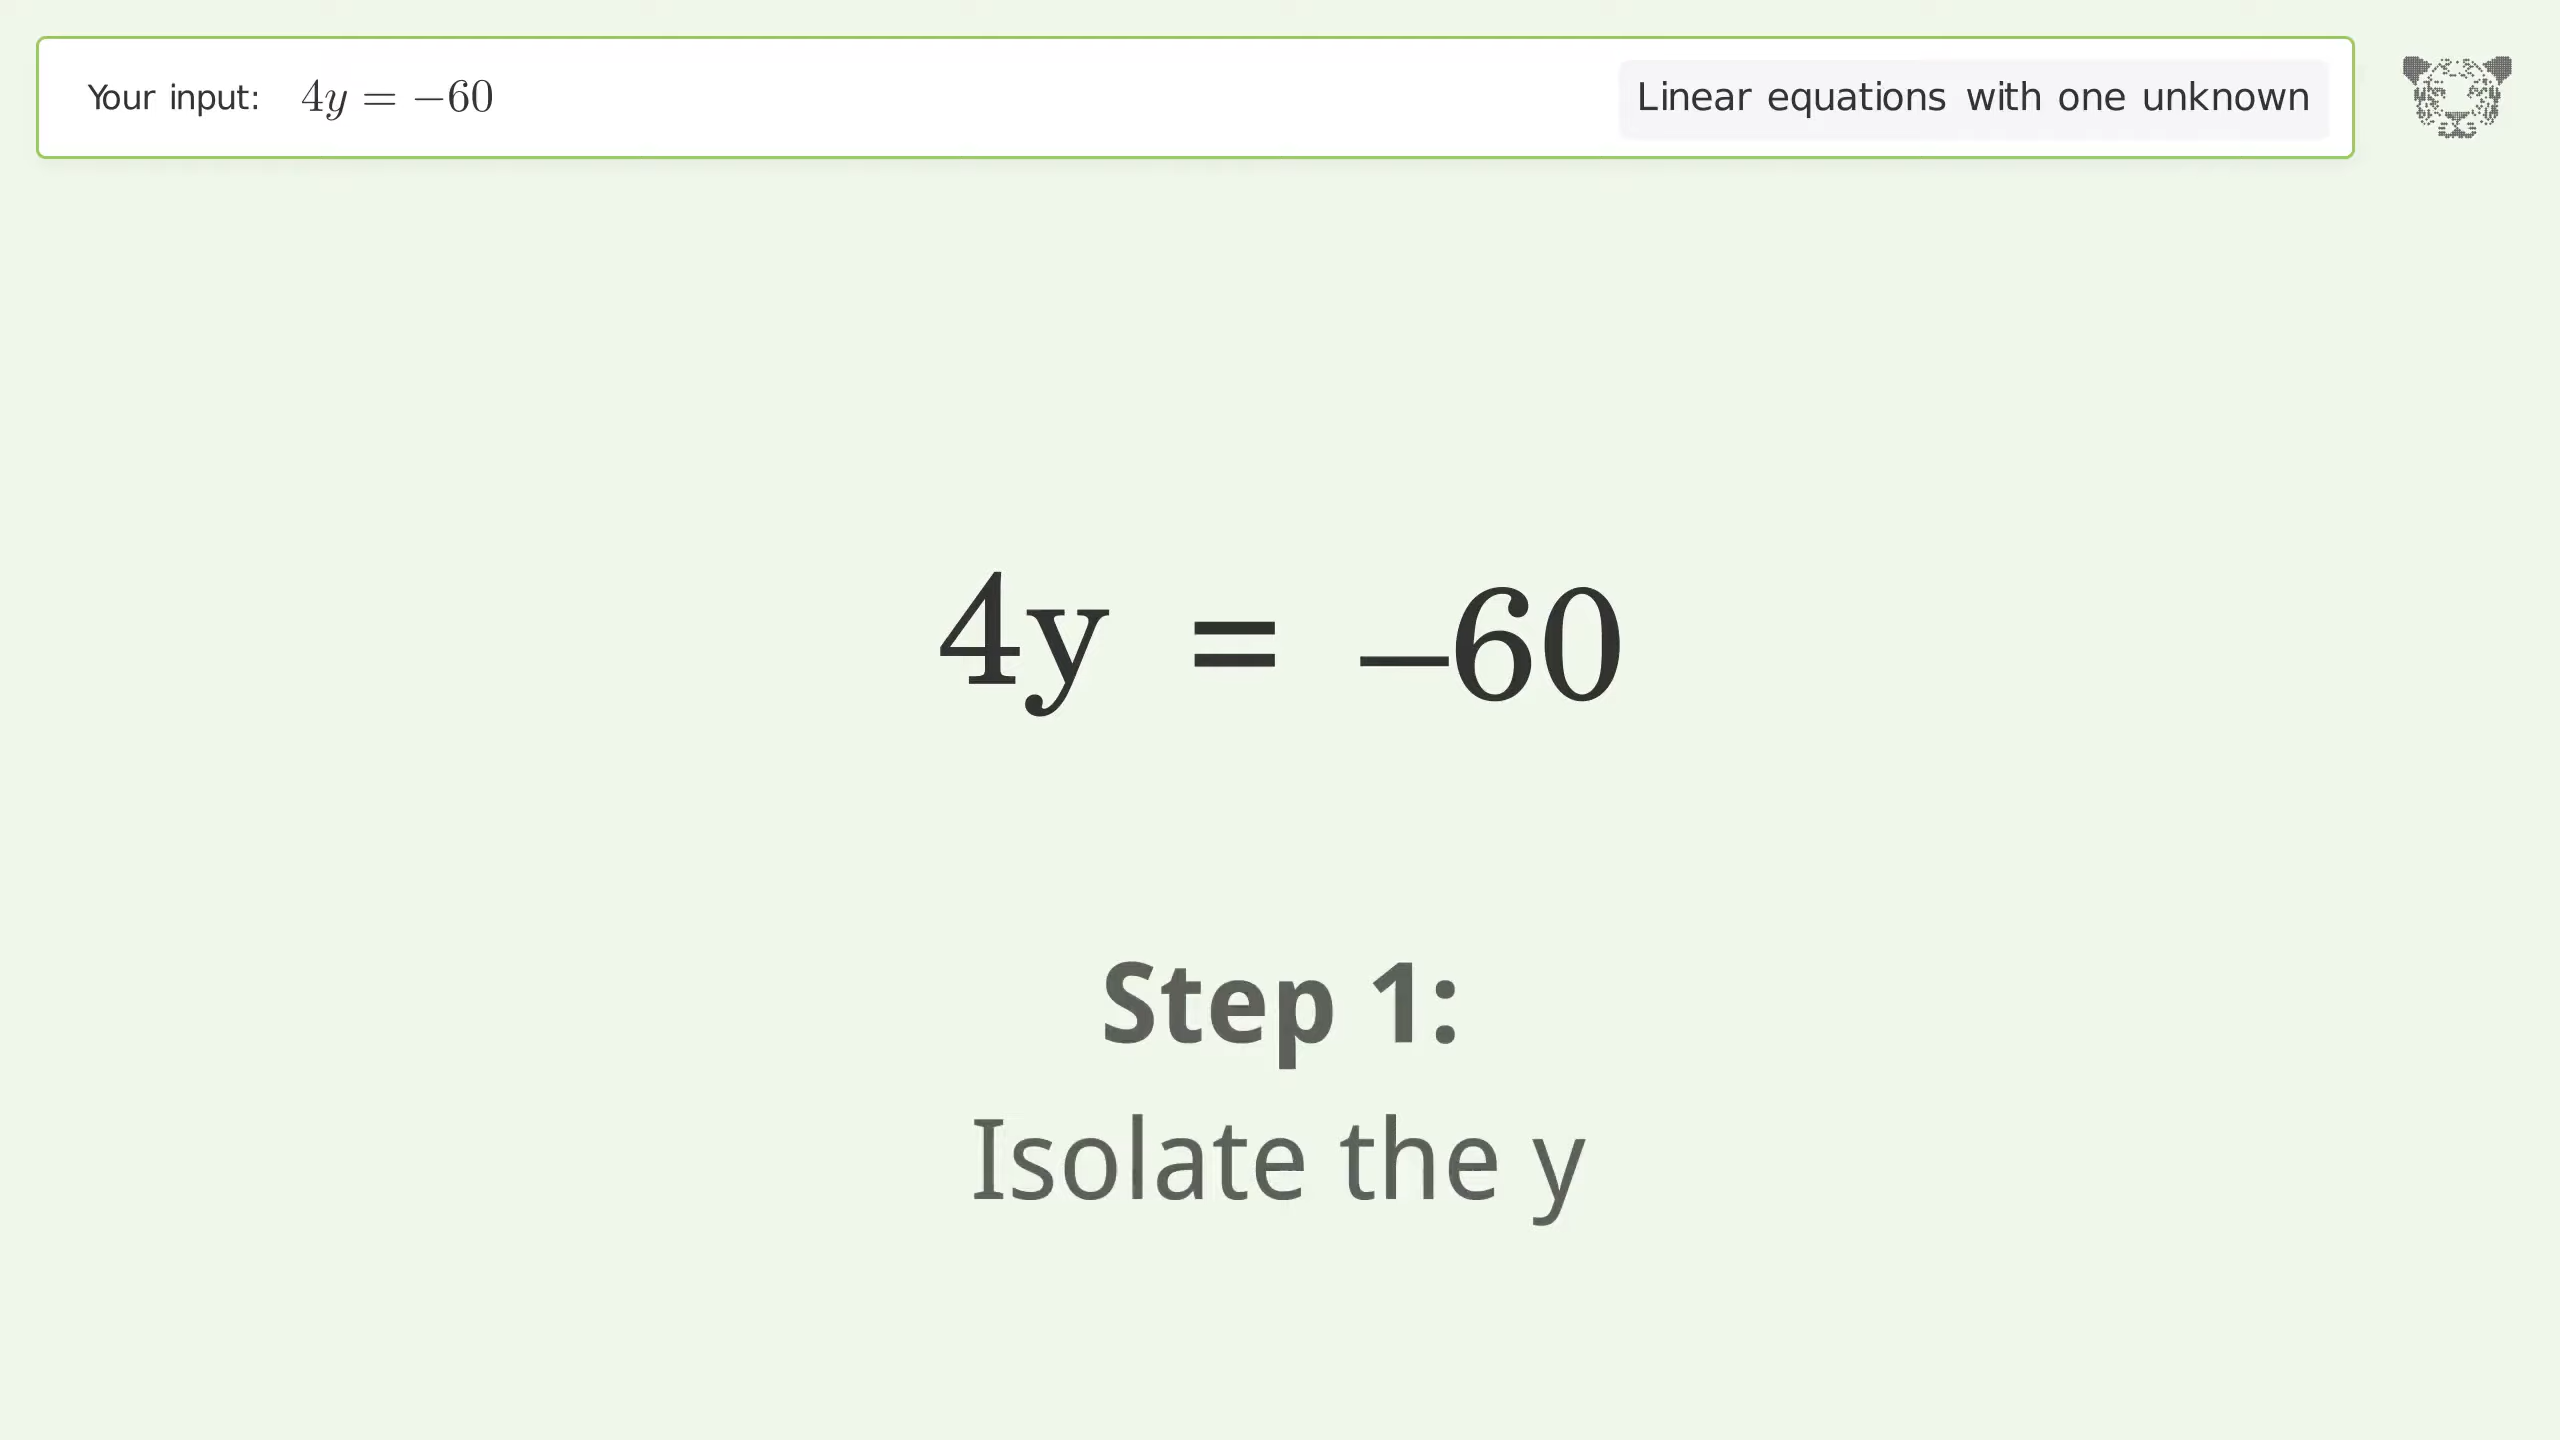 Your input: 4y = −60
Linear equations with one unknown
4y = −60
Step 1:
Isolate the y